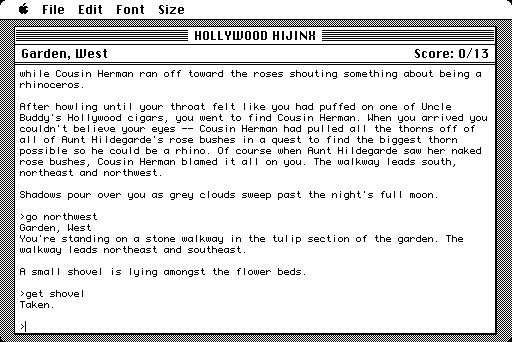 File Edit Font Size
HOLLYWOOD HIJINX
Garden, West Score: 0/13
while Cousin Herman ran off toward the roses shouting something about being a
rhinoceros.
After howling until your throat felt like you had puffed on one of Uncle
Buddy's Hollywood cigars, you went to find Cousin Herman. When you arrived you
couldn't believe your eyes -- Cousin Herman had pulled all the thorns off of
all of Aunt Hildegarde's rose bushes in a quest to find the biggest thorn
possible so he could be a rhino. Of course when Aunt Hildegarde saw her naked
rose bushes, Cousin Herman blamed it all on you. The walkway leads south,
northeast and northwest.
Shadows pour over you as grey clouds sweep past the night's full moon.
>go northwest
Garden, West
You're standing on a stone walkway in the tulip section of the garden. The
walkway leads northeast and southeast.
A small shovel is lying amongst the flower beds.
>get shovel
Taken.
>